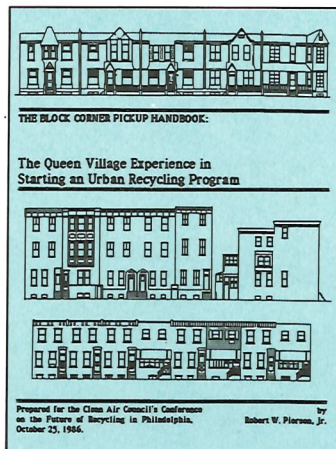 THE BLOCK CORNER PICKUP HANDBOOK:
The Queen Village Experience in
Starting an Urban Recycling Program
Prepared for the Clean Air Council's Conference
on the Future of Recycling in Philadelphia,
October 25, 1986.
by
Robert W. Pierson, Jr.